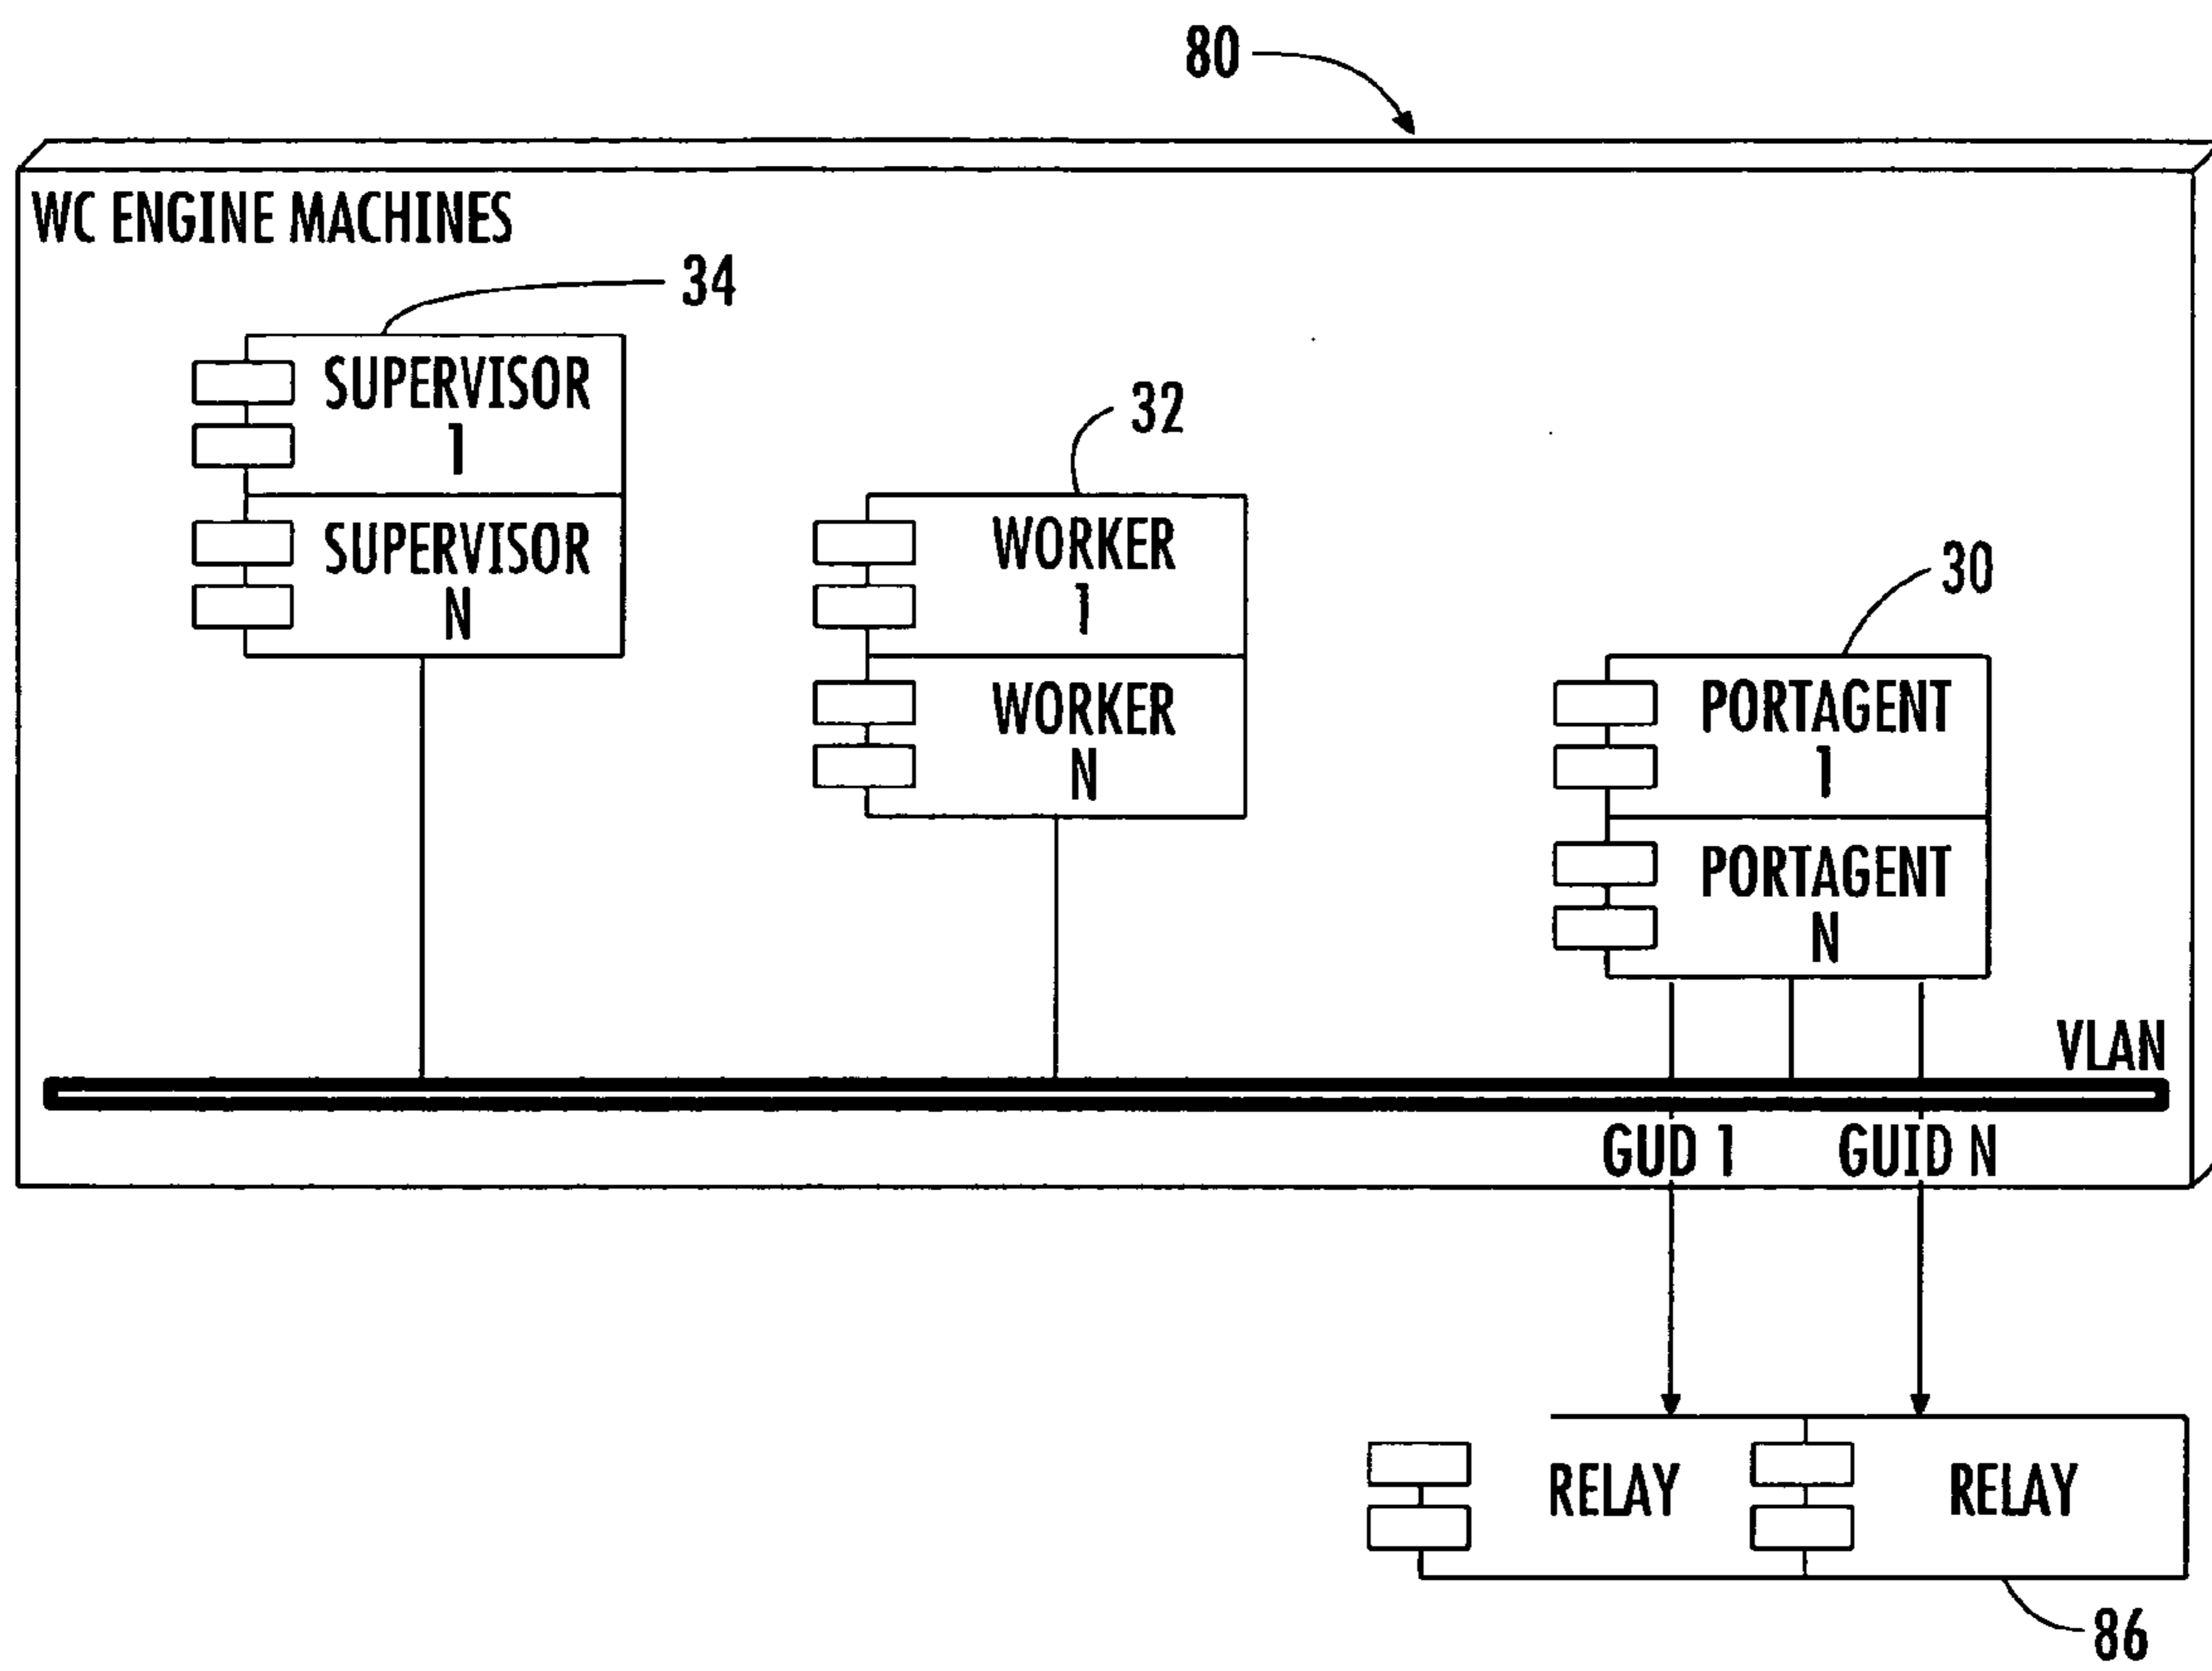 80
WC ENGINE MACHINES
34
SUPERVISOR
1
SUPERVISOR
N
32
WORKER
1
WORKER
N
30
PORTAGENT
1
PORTAGENT
N
VLAN
GUD 1
GUID N
RELAY
RELAY
86